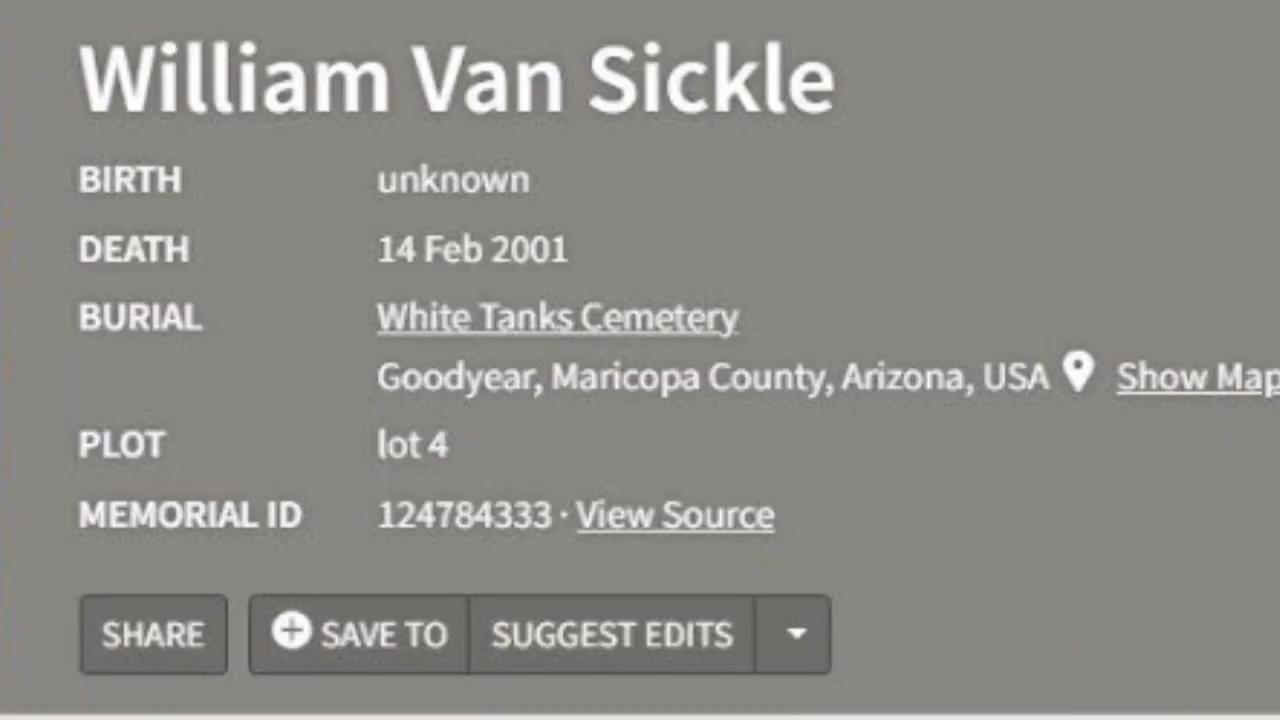 William Van Sickle
BIRTH unknown
DEATH 14 Feb 2001
BURIAL White Tanks Cemetery
Goodyear, Maricopa County, Arizona, USA Show Map
PLOT lot 4
MEMORIAL ID 124784333 · View Source
SHARE SAVE TO SUGGEST EDITS